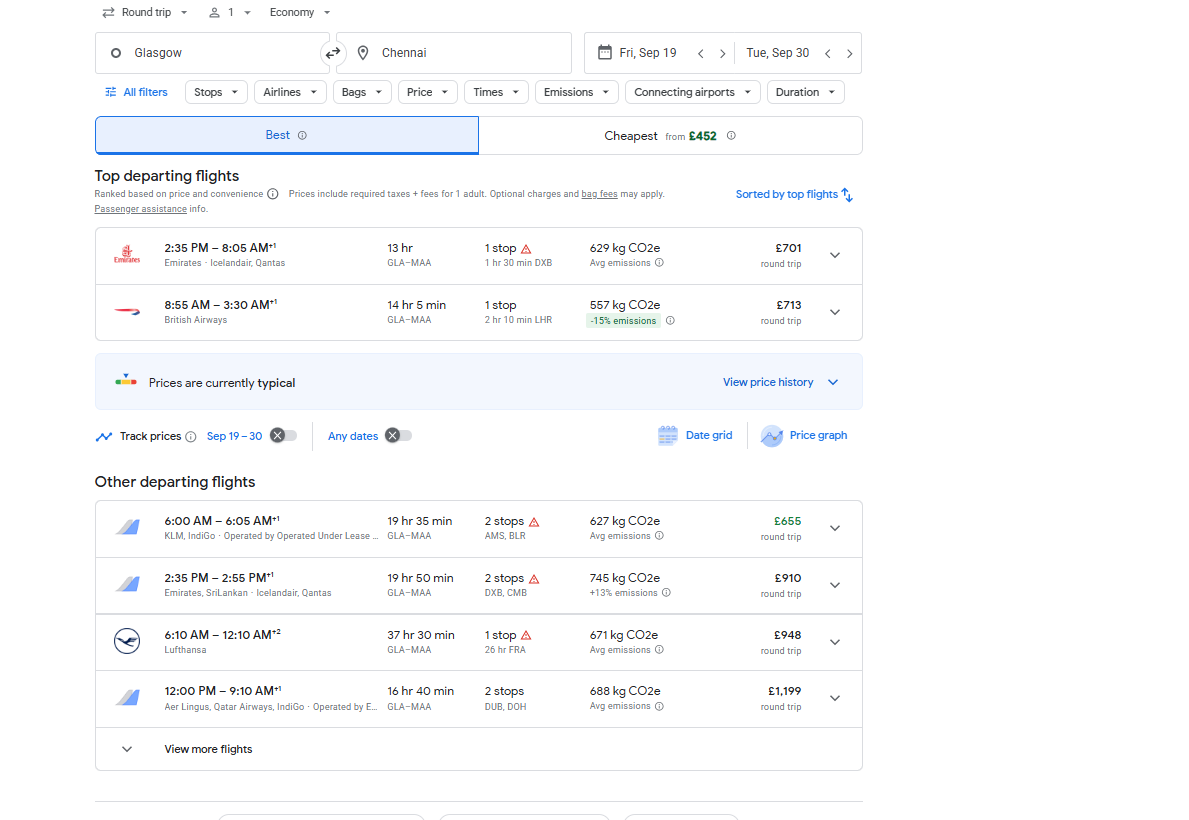 Round trip 1 Economy
Glasgow Chennai Fri, Sep 19 Tue, Sep 30
All filters Stops Airlines Bags Price Times Emissions Connecting airports Duration
Best Cheapest from £452
Top departing flights
Ranked based on price and convenience Prices include required taxes + fees for 1 adult. Optional charges and bag fees may apply.
Sorted by top flights
Passenger assistance info.
2:35 PM – 8:05 AM+1 13 hr 1 stop 629 kg CO2e £701
Emirates Emirates · Icelandair, Qantas GLA–MAA 1 hr 30 min DXB Avg emissions round trip
8:55 AM – 3:30 AM+1 14 hr 5 min 1 stop 557 kg CO2e £713
British Airways GLA–MAA 2 hr 10 min LHR -15% emissions round trip
Prices are currently typical View price history
Track prices Sep 19 – 30 Any dates Date grid Price graph
Other departing flights
6:00 AM – 6:05 AM+1 19 hr 35 min 2 stops 627 kg CO2e £655
KLM, IndiGo · Operated by Operated Under Lease ... GLA–MAA AMS, BLR Avg emissions round trip
2:35 PM – 2:55 PM+1 19 hr 50 min 2 stops 745 kg CO2e £910
Emirates, SriLankan · Icelandair, Qantas GLA–MAA DXB, CMB +13% emissions round trip
6:10 AM – 12:10 AM+2 37 hr 30 min 1 stop 671 kg CO2e £948
Lufthansa GLA–MAA 26 hr FRA Avg emissions round trip
12:00 PM – 9:10 AM+1 16 hr 40 min 2 stops 688 kg CO2e £1,199
Aer Lingus, Qatar Airways, IndiGo · Operated by E... GLA–MAA DUB, DOH Avg emissions round trip
View more flights